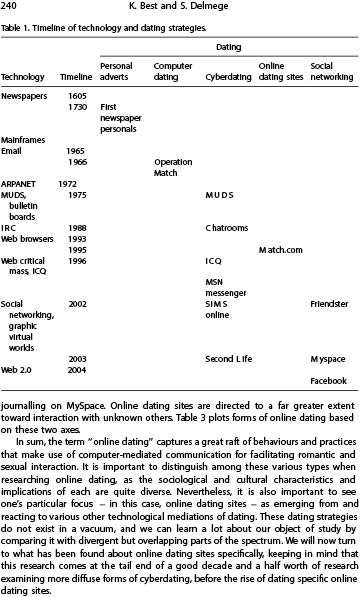 240 K. Best and S. Delmege
Table 1. Timeline of technology and dating strategies.
Dating
Personal Computer Online Social
Technology Timeline adverts dating Cyberdating dating sites networking
Newspapers 1605
1730 First
newspaper
personals
Mainframes
Email 1965
1966 Operation
Match
ARPANET 1972
MUDS, 1975 MUDS
bulletin
boards
IRC 1988 Chatrooms
Web browsers 1993
1995 Match.com
Web critical 1996 ICQ
mass, ICQ
MSN
messenger
Social 2002 SIMS Friendster
networking, online
graphic
virtual
worlds
2003 Second Life Myspace
Web 2.0 2004
Facebook
journalling on MySpace. Online dating sites are directed to a far greater extent
toward interaction with unknown others. Table 3 plots forms of online dating based
on these two axes.
In sum, the term “online dating” captures a great raft of behaviours and practices
that make use of computer-mediated communication for facilitating romantic and
sexual interaction. It is important to distinguish among these various types when
researching online dating, as the sociological and cultural characteristics and
implications of each are quite diverse. Nevertheless, it is also important to see
one’s particular focus – in this case, online dating sites – as emerging from and
reacting to various other technological mediations of dating. These dating strategies
do not exist in a vacuum, and we can learn a lot about our object of study by
comparing it with divergent but overlapping parts of the spectrum. We will now turn
to what has been found about online dating sites specifically, keeping in mind that
this research comes at the tail end of a good decade and a half worth of research
examining more diffuse forms of cyberdating, before the rise of dating specific online
dating sites.